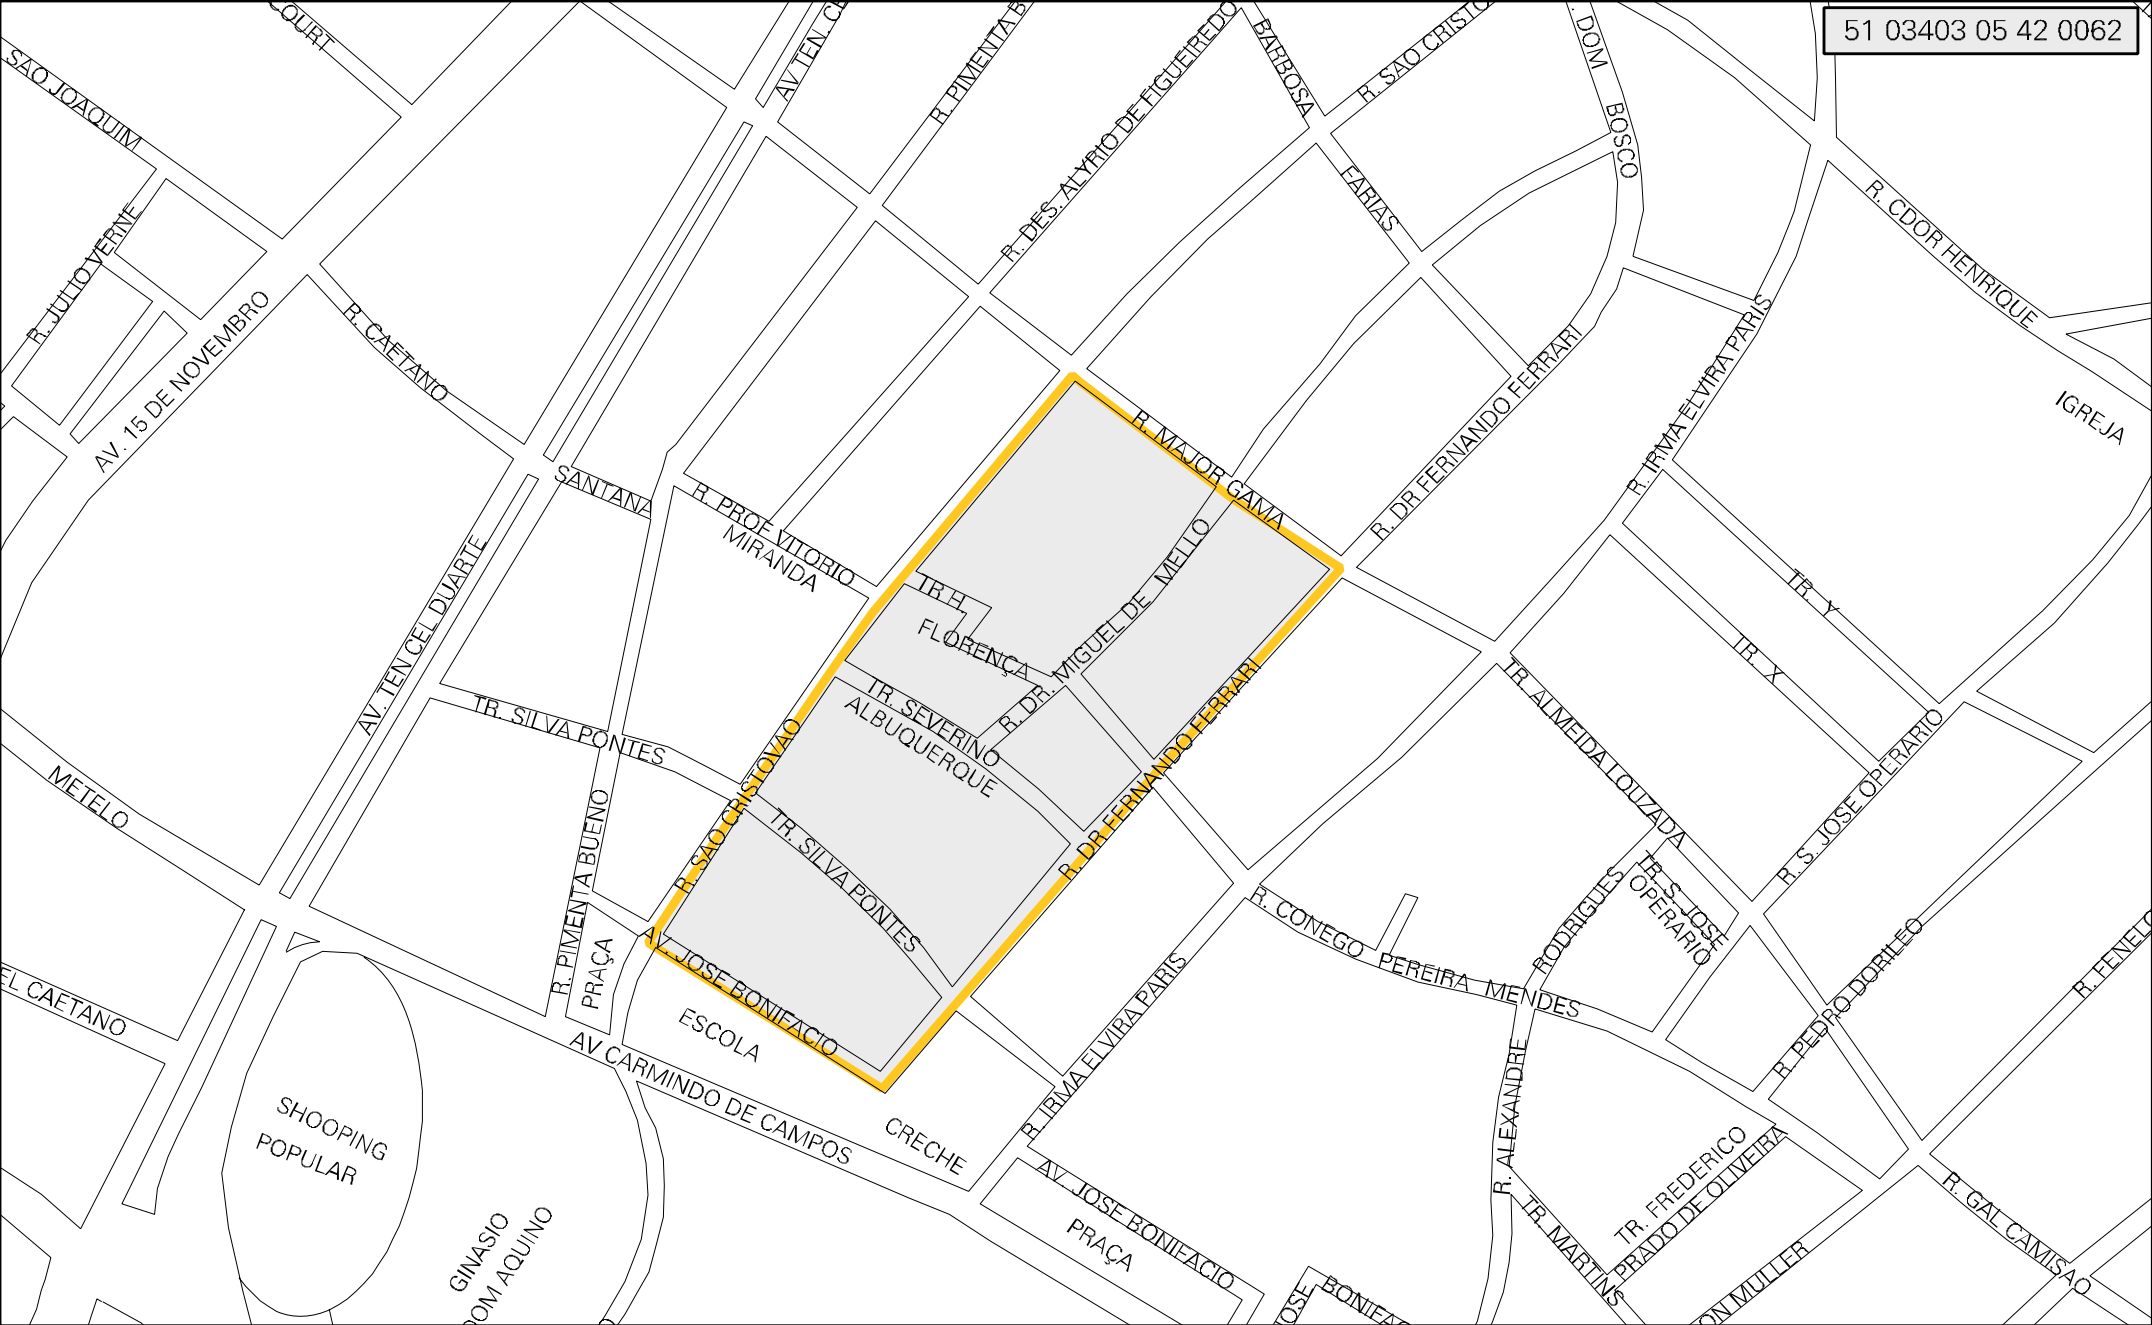 51 03403 05 42 0062
COURT
SAO JOAQUIM
AV TEN. CE
R. PIMENTA B
R. DES. ALYRIO DE FIGUEIREDO
BARBOSA
R. SAO CRISTO
. DOM BOSCO
R. JULIO VERNE
FARIAS
R. CDOR HENRIQUE
AV. 15 DE NOVEMBRO
R. CAETANO
IGREJA
R. MAJOR GAMA
R. DR FERNANDO FERRARI
R. IRMA ELVIRA PARIS
SANTANA
R. PROF VITORIO
MIRANDA
AV. TEN CEL DUARTE
TR H
FLORENÇA
R. DR. MIGUEL DE MELLO
TR. Y
TR. X
TR. SEVERINO
ALBUQUERQUE
TR. SILVA PONTES
TR. ALMEIDA LOUZADA
METELO
R. PIMENTA BUENO
R. SAO CRISTOVAO
R. DR FERNANDO FERRARI
TR. SILVA PONTES
R. S. JOSE OPERARIO
TR. S. JOSE
OPERARIO
R. CONEGO PEREIRA MENDES
RODRIGUES
R. PEDRO DORILEO
R. FENELO
EL CAETANO
PRAÇA
AV. JOSE BONIFACIO
ESCOLA
R. IRMA ELVIRA PARIS
AV CARMINDO DE CAMPOS
R. ALEXANDRE
SHOOPING
POPULAR
CRECHE
TR. FREDERICO
PRADO DE OLIVEIRA
AV. JOSE BONIFACIO
PRAÇA
TR. MARTINS
R. GAL CAMISAO
GINASIO
DOM AQUINO
JOSE
BONIFAC
ON MULLER